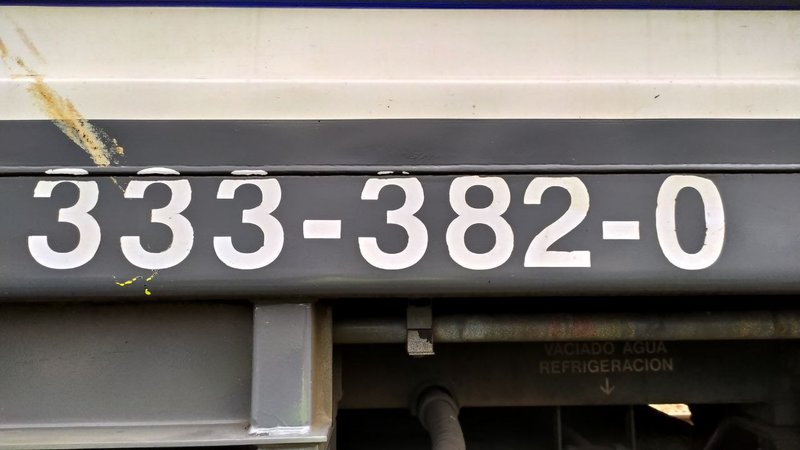 333-382-0
VACIADO AGUA
REFRIGERACION
↓